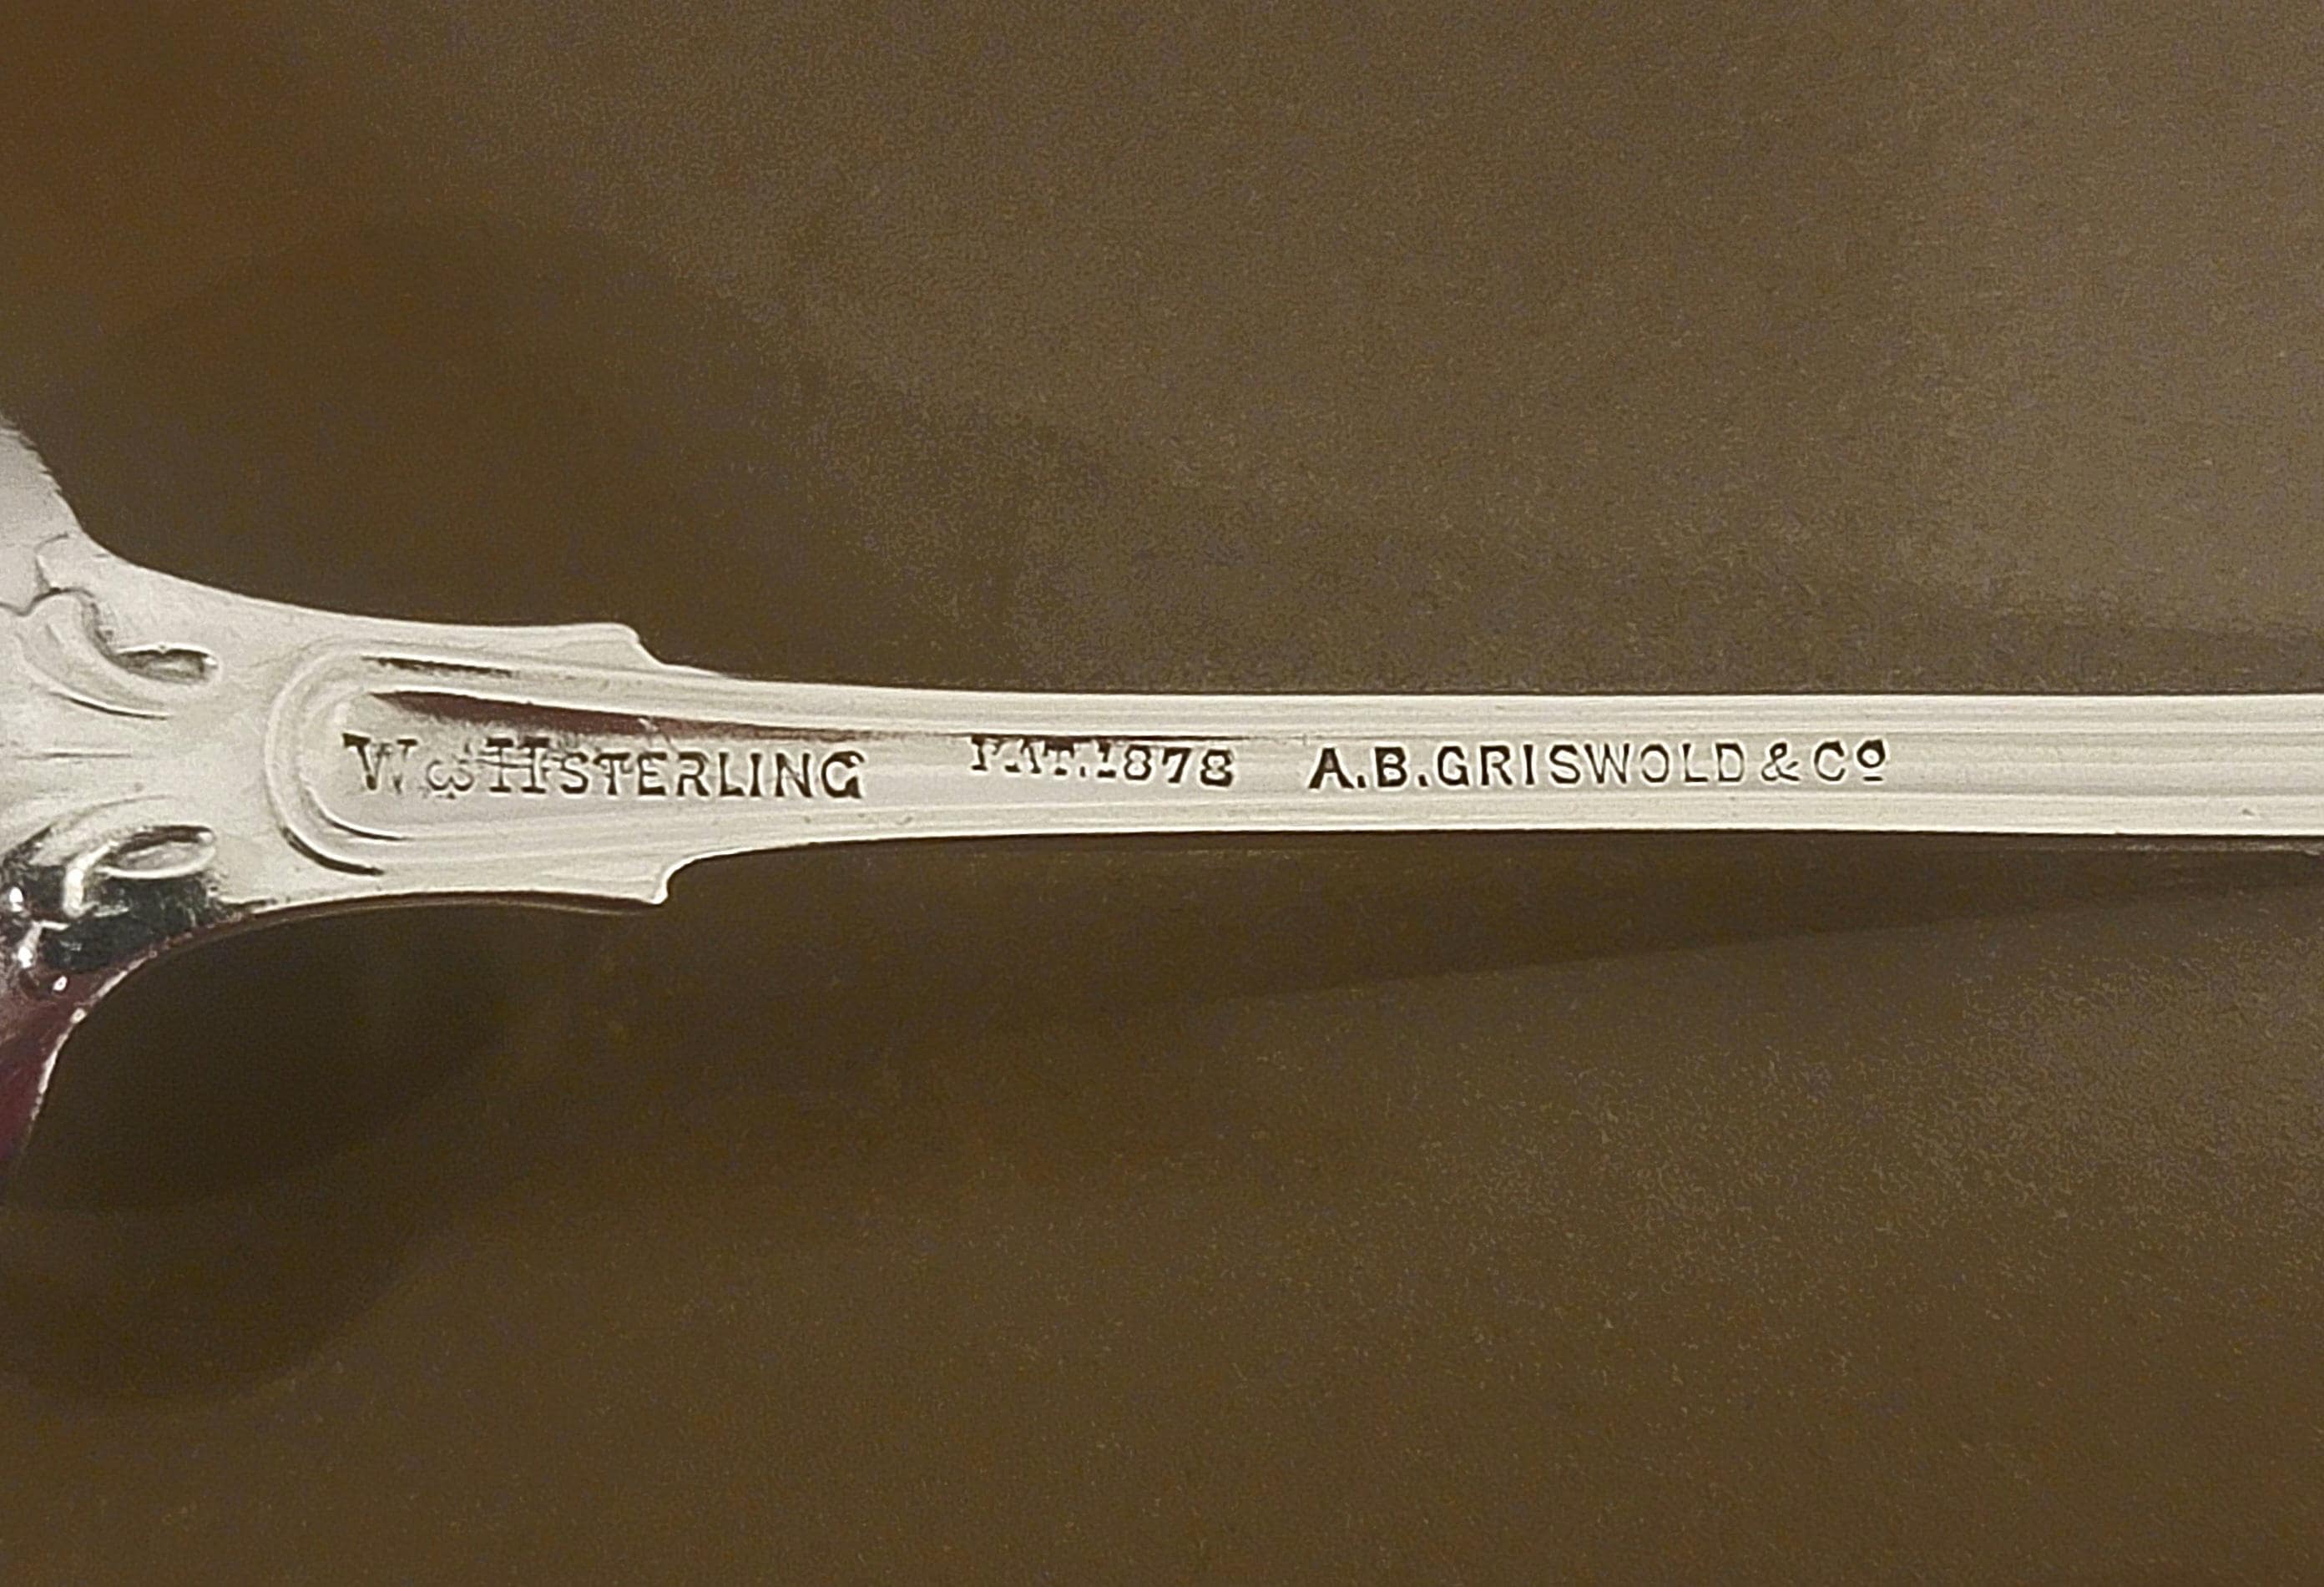 W&H STERLING PAT.1878 A.B.GRISWOLD & Cº